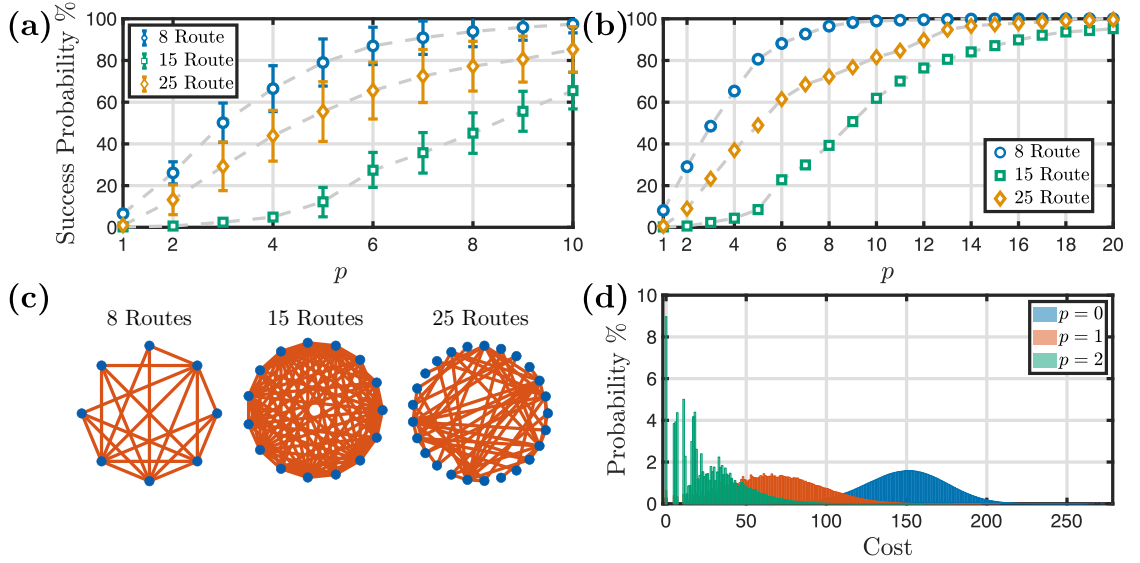 (a)
Success Probability %
100
80
60
40
20
0
1 2 4 6 8 10
p
8 Route
15 Route
25 Route
(b)
100
80
60
40
20
0
1 2 4 6 8 10 12 14 16 18 20
p
8 Route
15 Route
25 Route
(c)
8 Routes 15 Routes 25 Routes
(d)
Probability %
10
8
6
4
2
0
0 50 100 150 200 250
Cost
p = 0
p = 1
p = 2